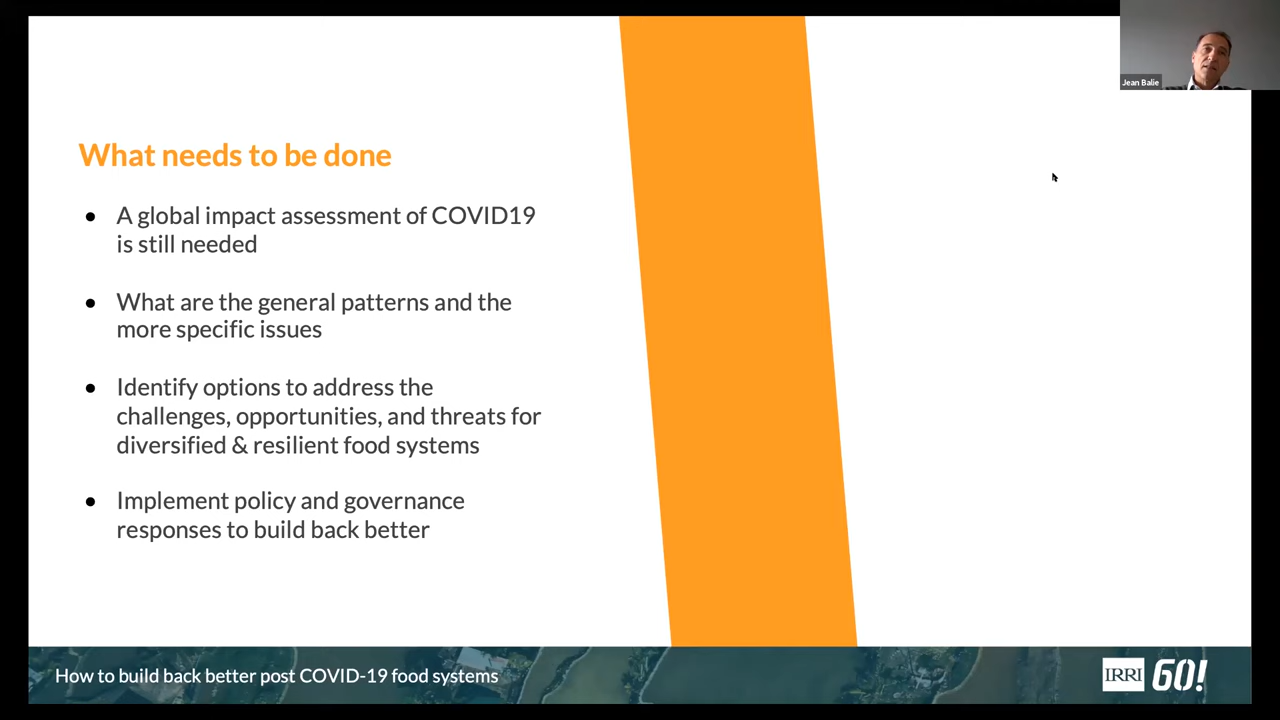 Jean Balie
What needs to be done
● A global impact assessment of COVID19
is still needed
● What are the general patterns and the
more specific issues
● Identify options to address the
challenges, opportunities, and threats for
diversified & resilient food systems
● Implement policy and governance
responses to build back better
How to build back better post COVID-19 food systems
IRRI 60!